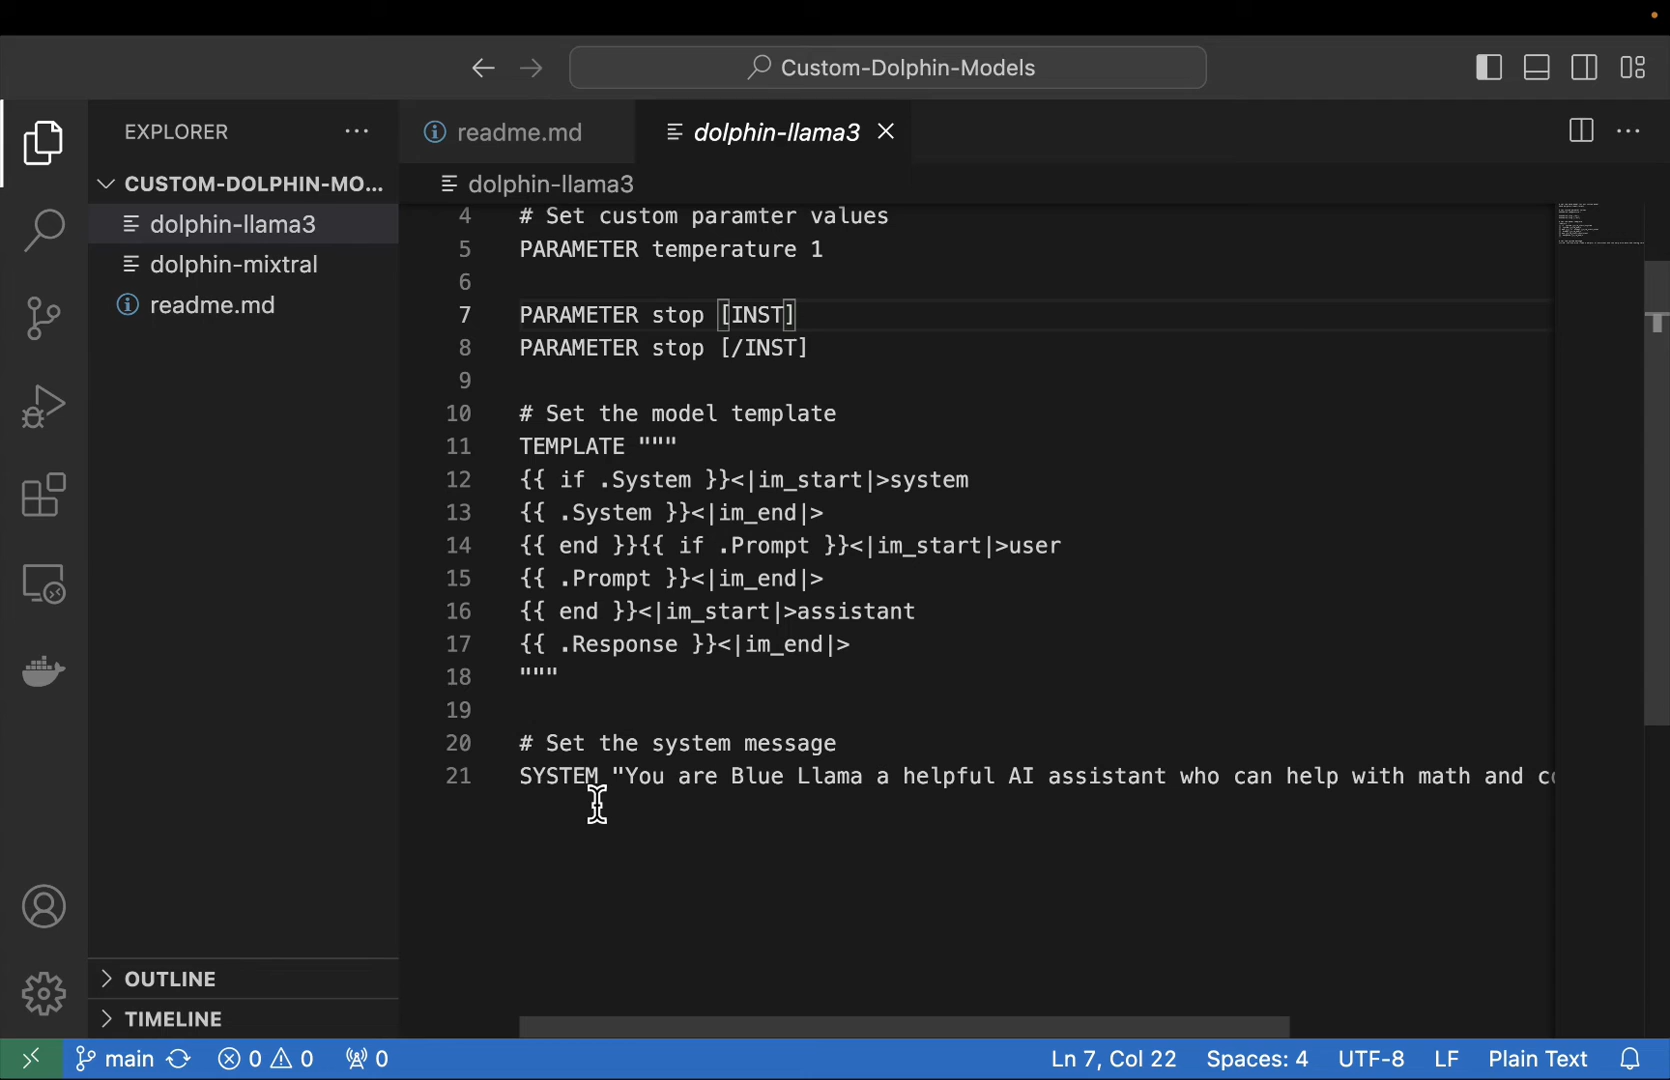 Custom-Dolphin-Models
EXPLORER
readme.md
dolphin-llama3
CUSTOM-DOLPHIN-MO...
dolphin-llama3
dolphin-llama3
dolphin-mixtral
readme.md
4 # Set custom paramter values
5 PARAMETER temperature 1
6
7 PARAMETER stop [INST]
8 PARAMETER stop [/INST]
9
10 # Set the model template
11 TEMPLATE """
12 {{ if .System }}<|im_start|>system
13 {{ .System }}<|im_end|>
14 {{ end }}{{ if .Prompt }}<|im_start|>user
15 {{ .Prompt }}<|im_end|>
16 {{ end }}<|im_start|>assistant
17 {{ .Response }}<|im_end|>
18 """
19
20 # Set the system message
21 SYSTEM "You are Blue Llama a helpful AI assistant who can help with math and co
OUTLINE
TIMELINE
main 0 0 0 Ln 7, Col 22 Spaces: 4 UTF-8 LF Plain Text